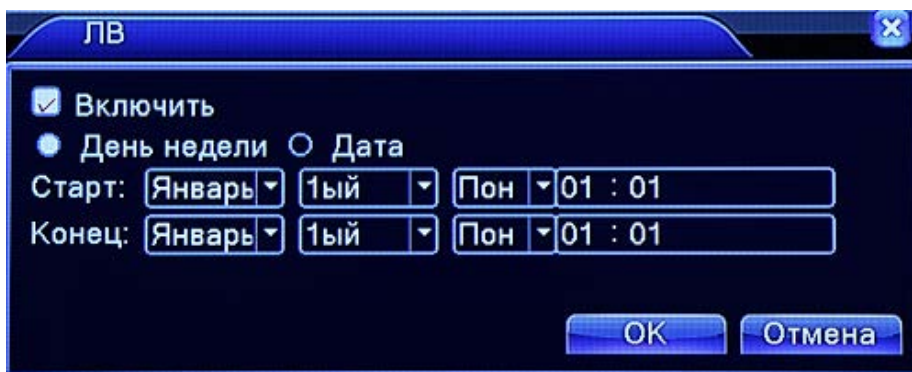 ЛВ
Включить
День недели Дата
Старт: Январь 1ый Пон 01 : 01
Конец: Январь 1ый Пон 01 : 01
OK Отмена